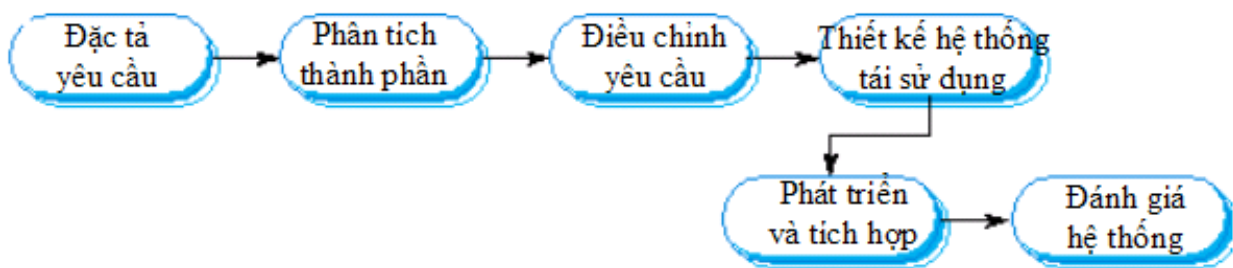 Đặc tả
yêu cầu
Phân tích
thành phần
Điều chỉnh
yêu cầu
Thiết kế hệ thống
tái sử dụng
Phát triển
và tích hợp
Đánh giá
hệ thống